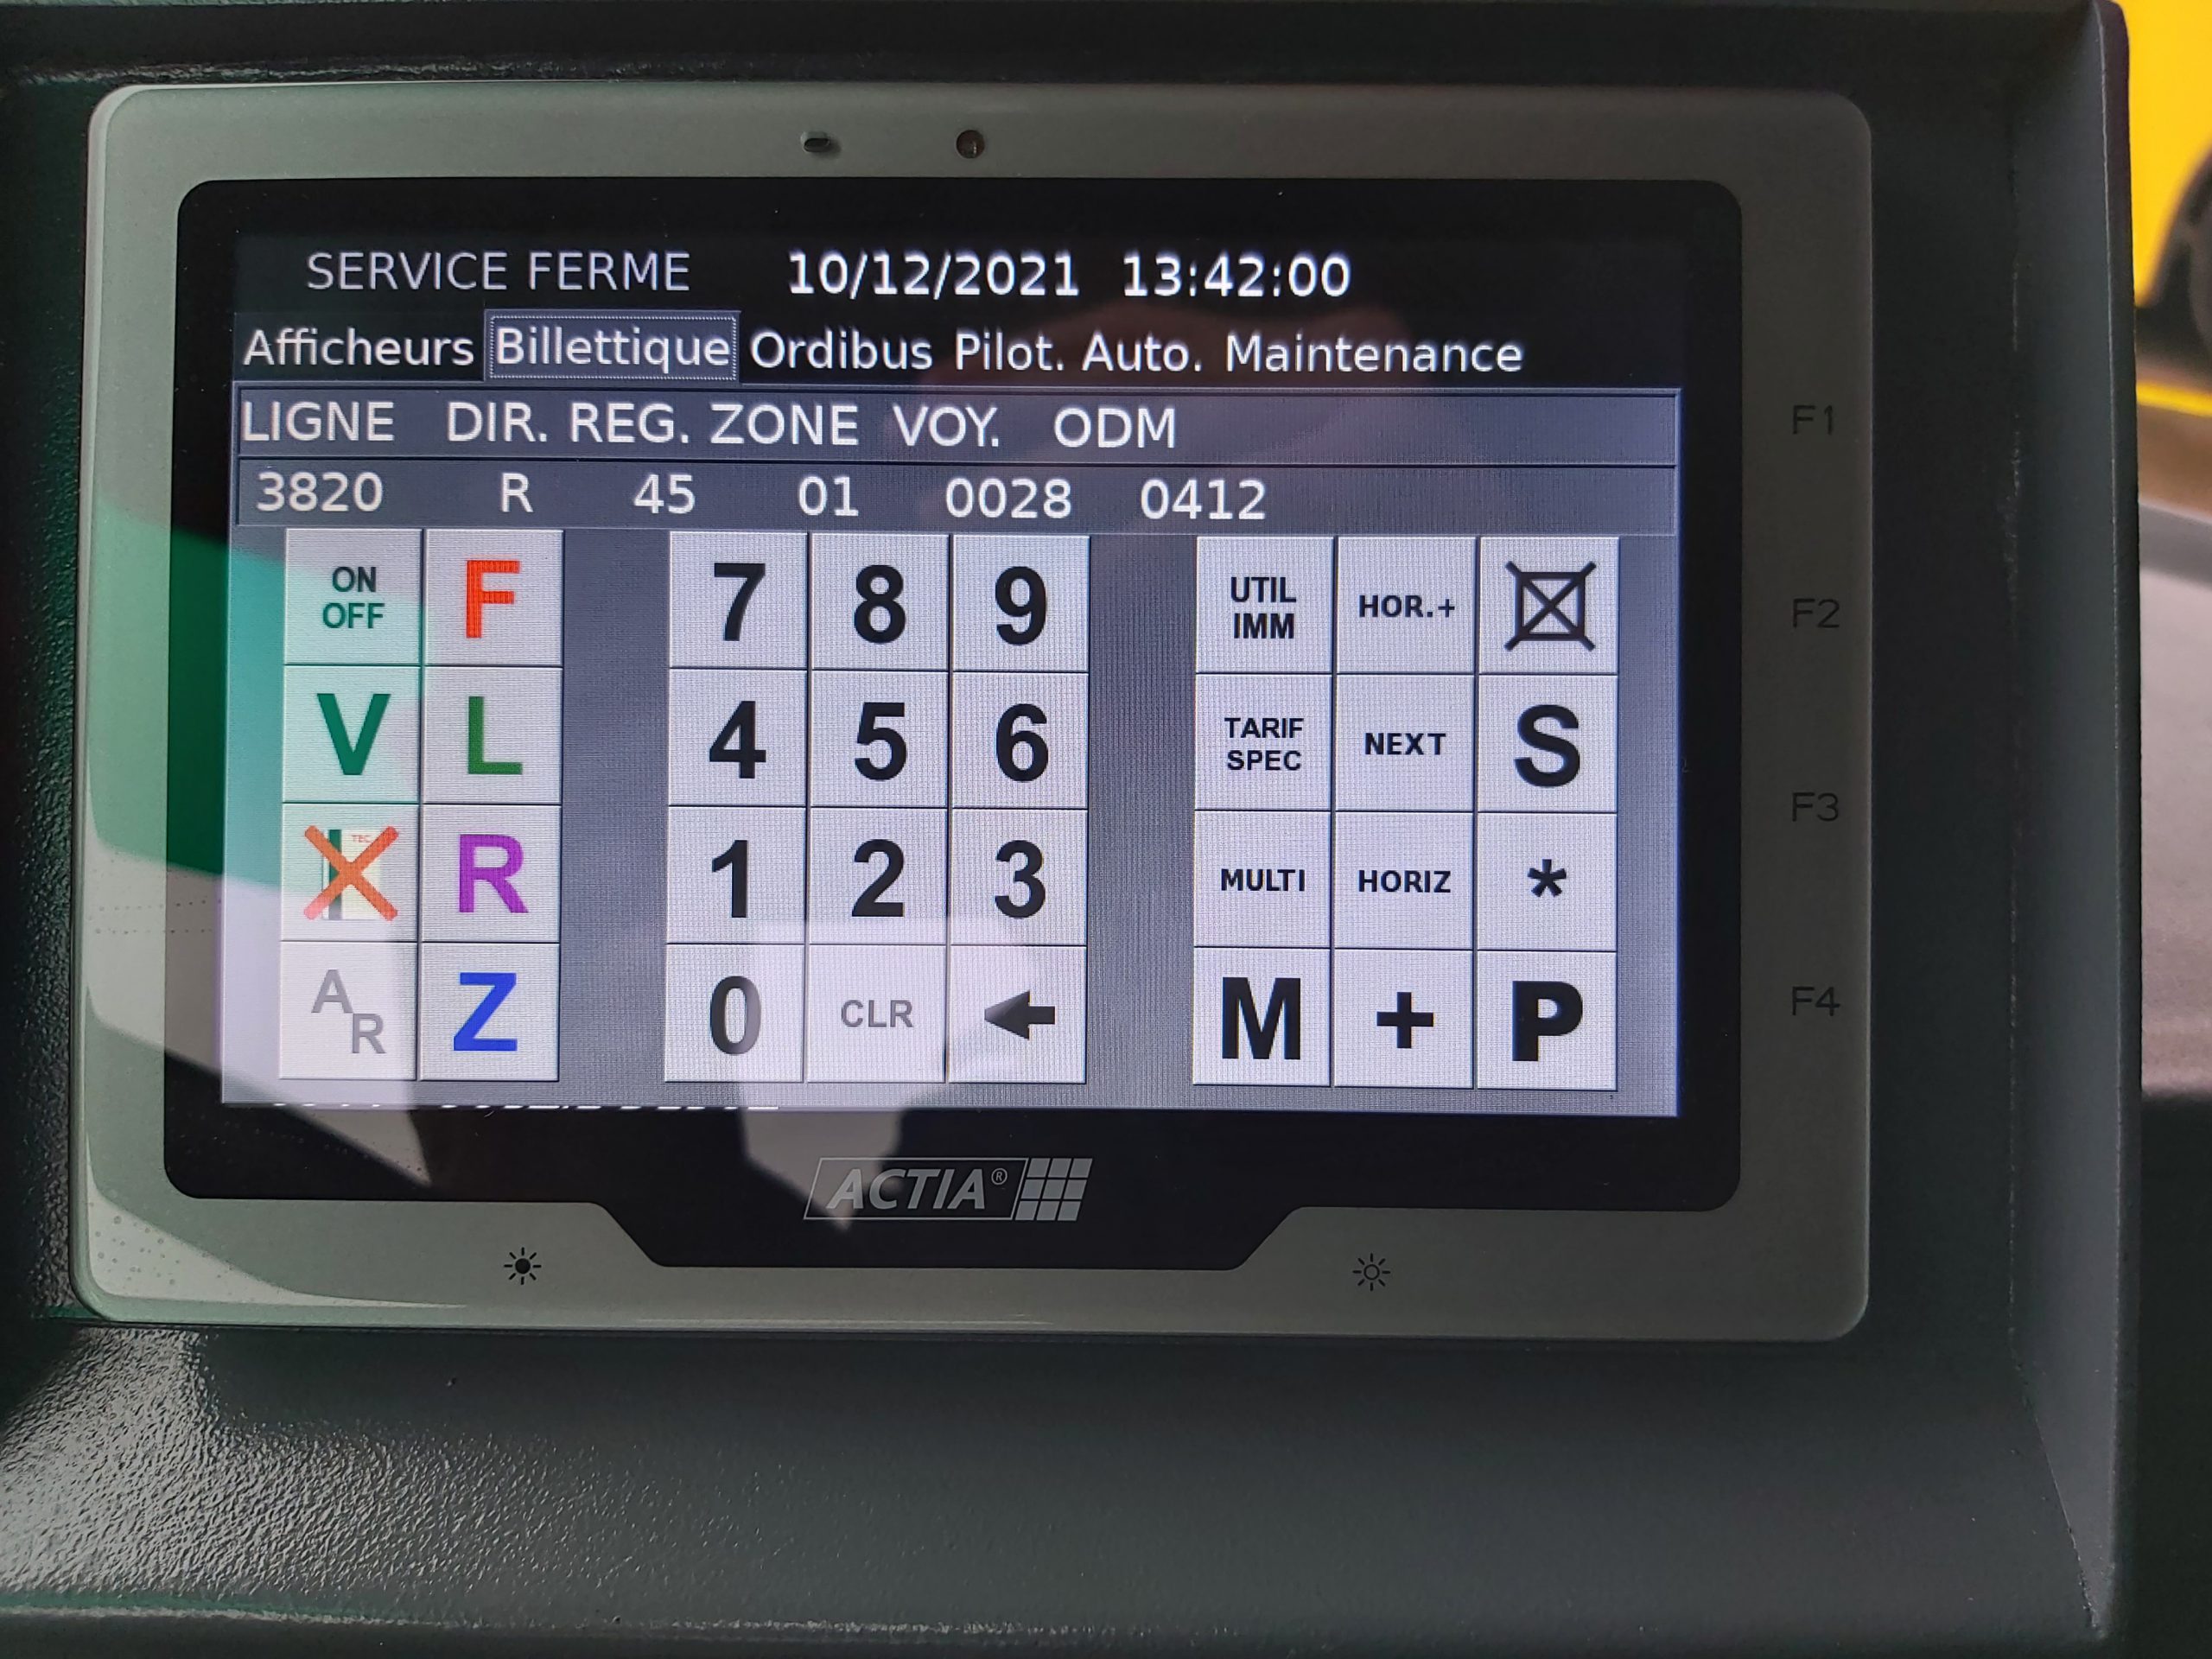 SERVICE FERME 10/12/2021 13:42:00
Afficheurs Billettique Ordibus Pilot. Auto. Maintenance
LIGNE DIR. REG. ZONE VOY. ODM
3820 R 45 01 0028 0412
ON OFF F 7 8 9 UTIL IMM HOR.+
V L 4 5 6 TARIF SPEC NEXT S
TEC R 1 2 3 MULTI HORIZ *
A R Z 0 CLR M + P
F1
F2
F3
F4
ACTIA®